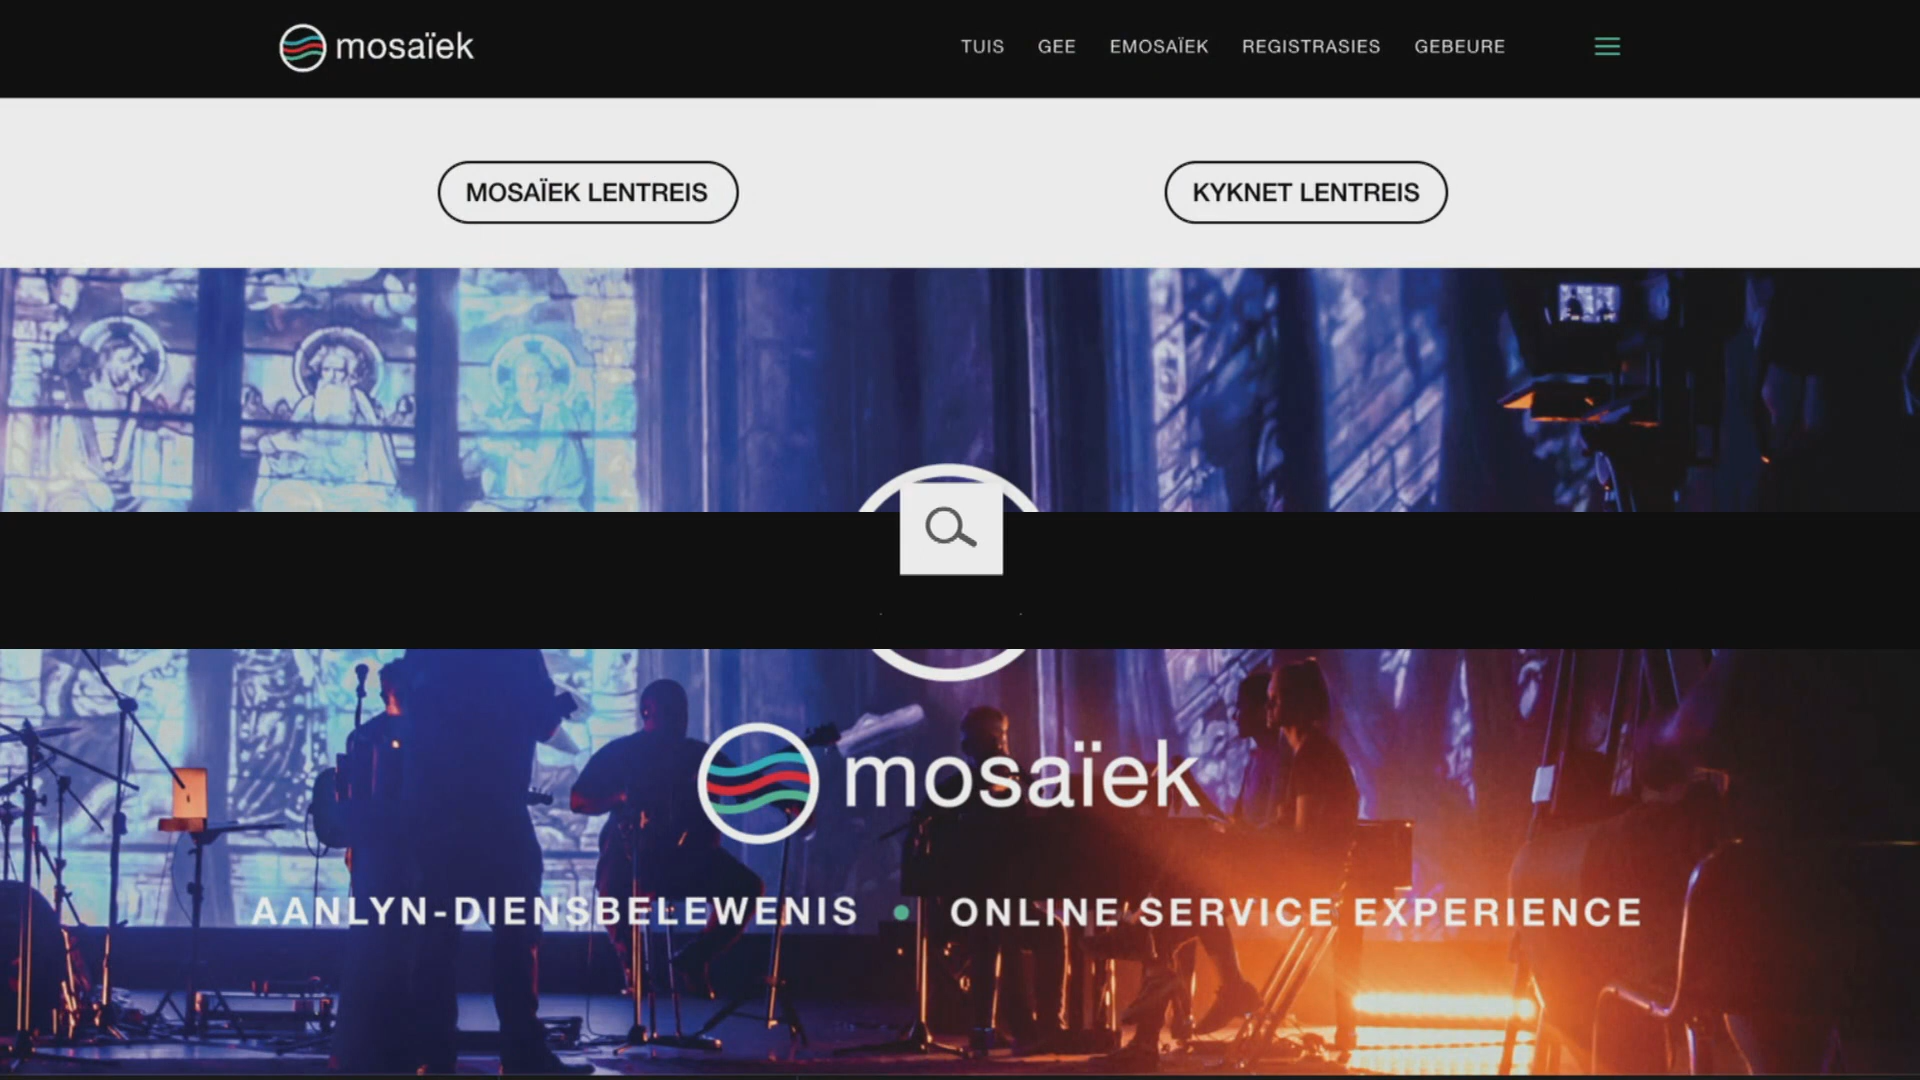 mosaïek
TUIS GEE EMOSAÏEK REGISTRASIES GEBEURE
MOSAÏEK LENTREIS KYKNET LENTREIS
mosaïek
AANLYN-DIENSBELEWENIS • ONLINE SERVICE EXPERIENCE